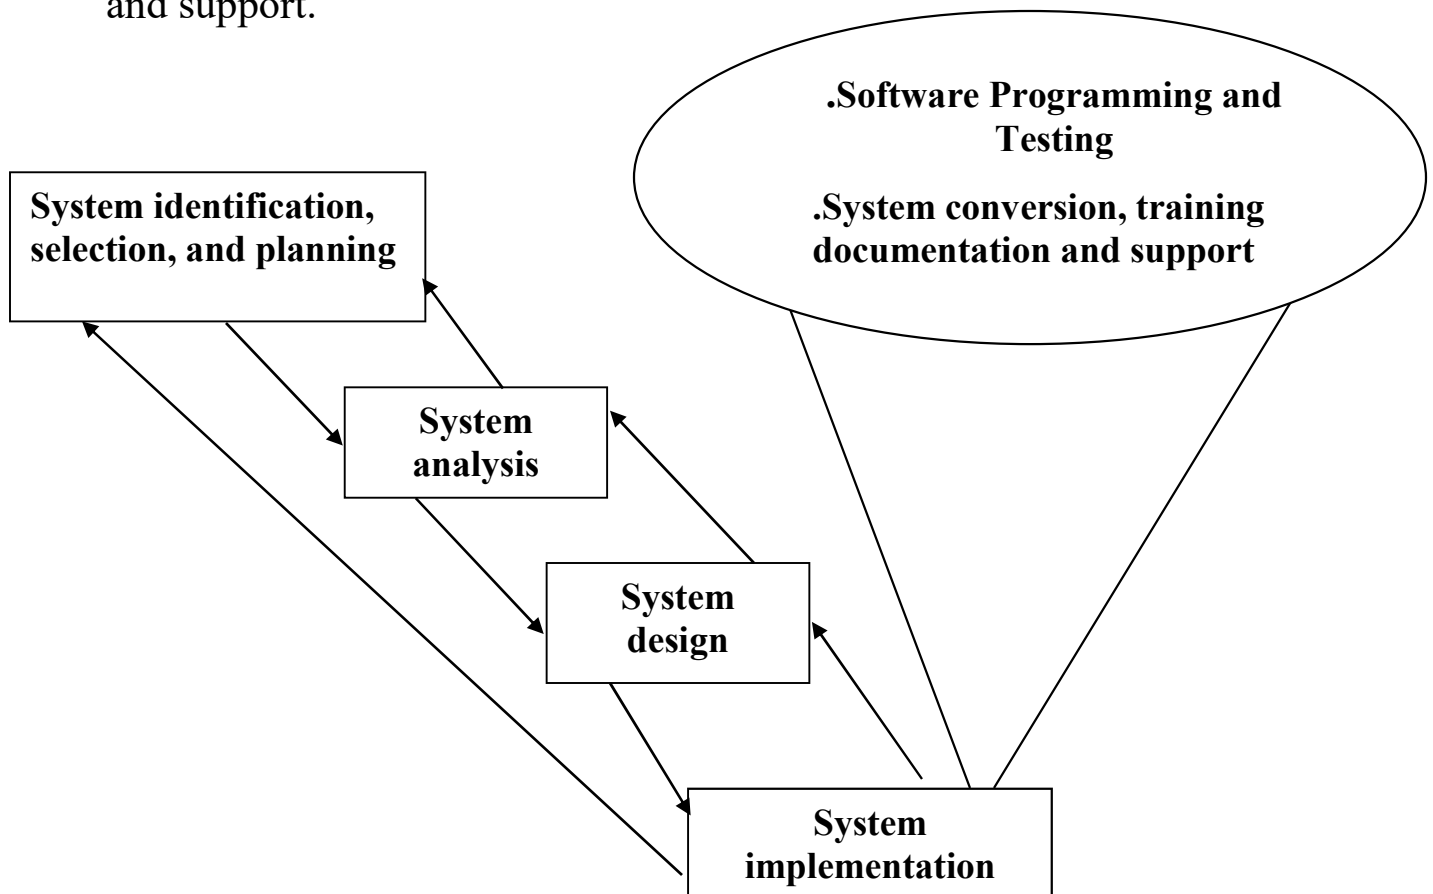 and support.
.Software Programming and
Testing
.System conversion, training
documentation and support
System identification,
selection, and planning
System
analysis
System
design
System
implementation